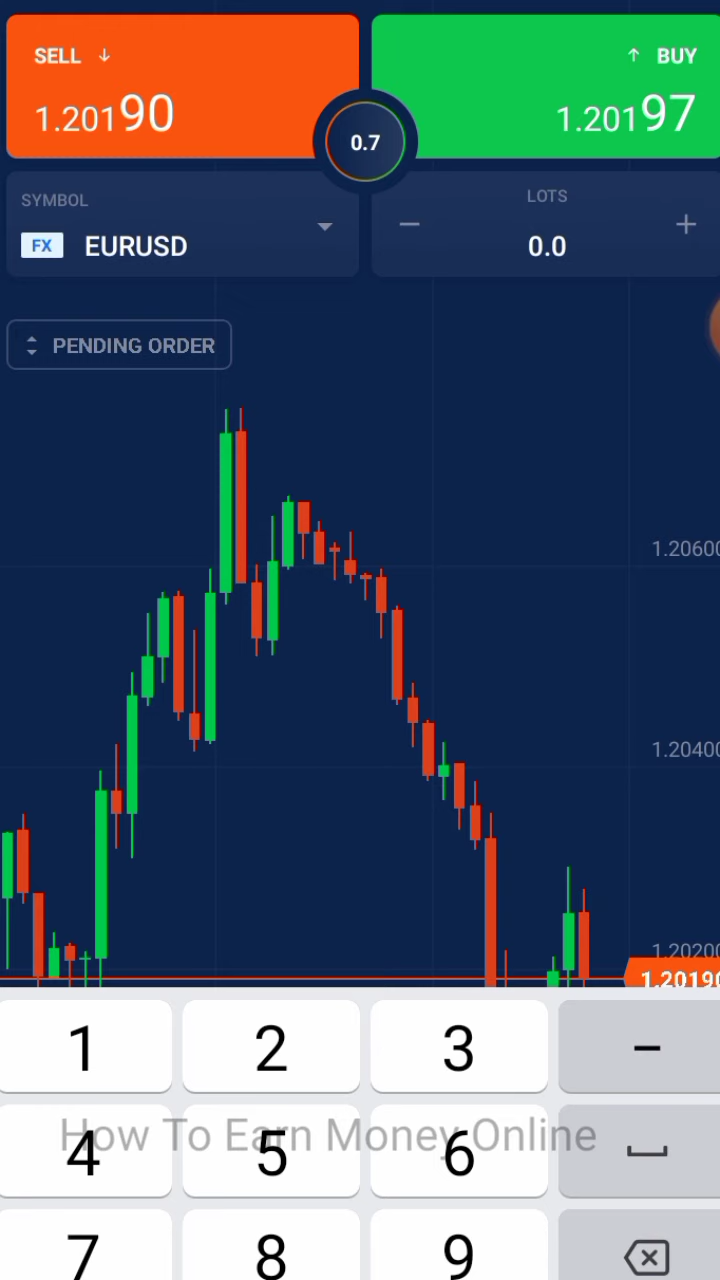 SELL ↓
↑ BUY
1.20190
1.20197
0.7
SYMBOL
LOTS
FX EURUSD
− 0.0 +
PENDING ORDER
1.20600
1.20400
1.20200
1.20190
1 2 3 –
How To Earn Money Online
4 5 6
7 8 9